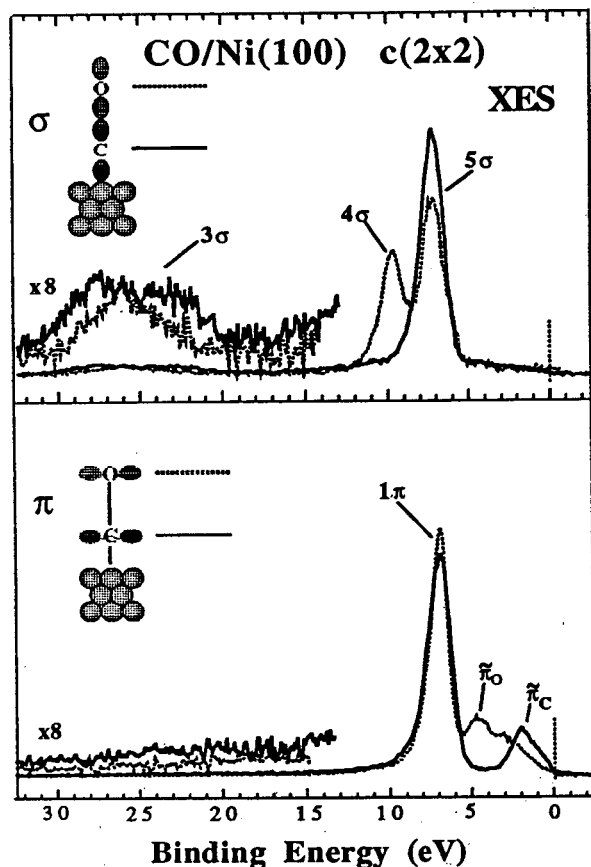 CO/Ni(100) c(2x2)
XES
σ
O
C
5σ
4σ
3σ
x8
π
O
C
1π
π̃O
π̃C
x8
30 25 20 15 10 5 0
Binding Energy (eV)